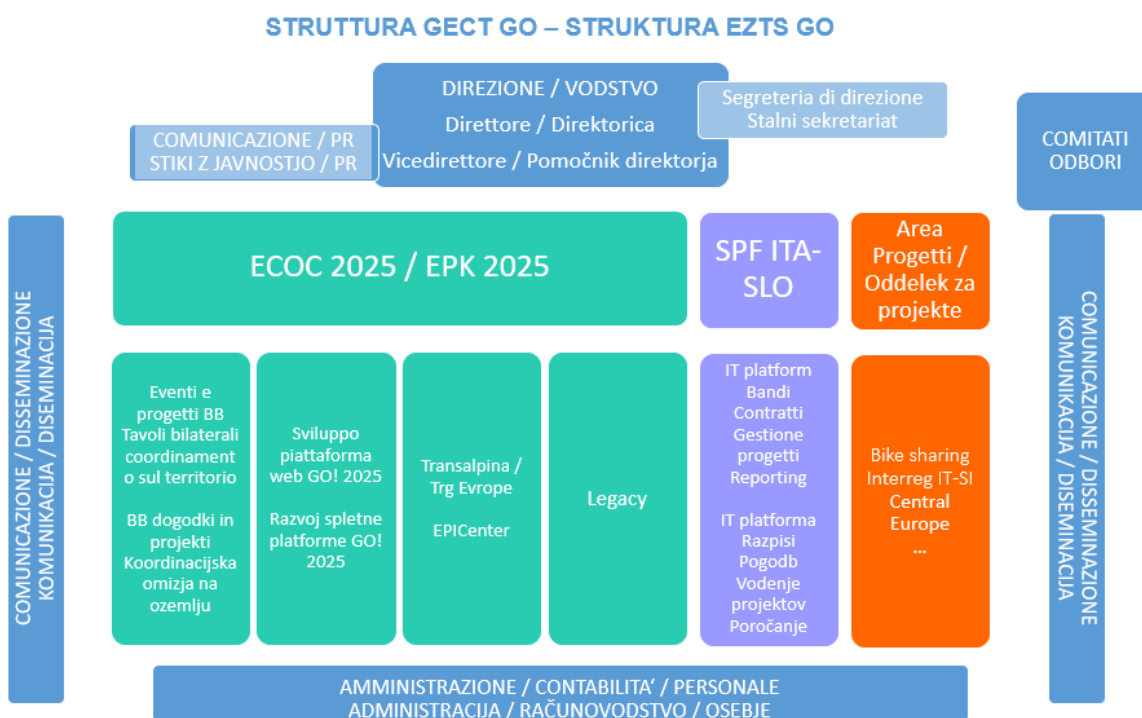 STRUTTURA GECT GO – STRUKTURA EZTS GO
DIREZIONE / VODSTVO
Direttore / Direktorica
Vicedirettore / Pomočnik direktorja
COMUNICAZIONE / PR
STIKI Z JAVNOSTJO / PR
Segreteria di direzione
Stalni sekretariat
COMITATI
ODBORI
COMUNICAZIONE / DISSEMINAZIONE
KOMUNIKACIJA / DISEMINACIJA
ECOC 2025 / EPK 2025
SPF ITA-
SLO
Area
Progetti /
Oddelek za
projekte
Eventi e
progetti BB
Tavoli bilaterali
coordinament
o sul territorio
BB dogodki in
projekti
Koordinacijska
omizja na
ozemlju
Sviluppo
piattaforma
web GO! 2025
Razvoj spletne
platforme GO!
2025
Transalpina /
Trg Evrope
EPICenter
Legacy
IT platform
Bandi
Contratti
Gestione
progetti
Reporting
IT platforma
Razpisi
Pogodb
Vodenje
projektov
Poročanje
Bike sharing
Interreg IT-SI
Central
Europe
...
COMUNICAZIONE / DISSEMINAZIONE
KOMUNIKACIJA / DISEMINACIJA
AMMINISTRAZIONE / CONTABILITA‘ / PERSONALE
ADMINISTRACIJA / RAČUNOVODSTVO / OSEBJE